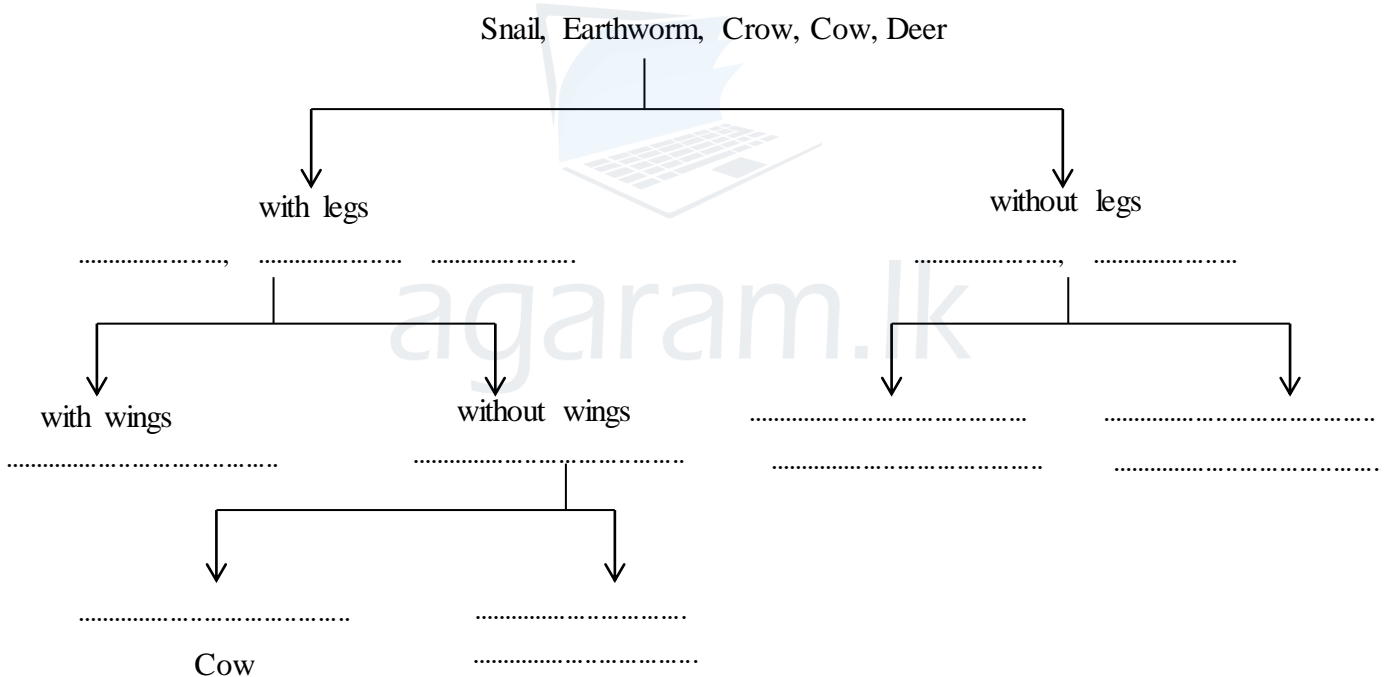 Snail, Earthworm, Crow, Cow, Deer
with legs
without legs
...................., .................... ....................
...................., ....................
agaram.lk
with wings
without wings
........................................ ........................................
........................................
........................................
........................................ ........................................
........................................ ..............................
Cow
................................